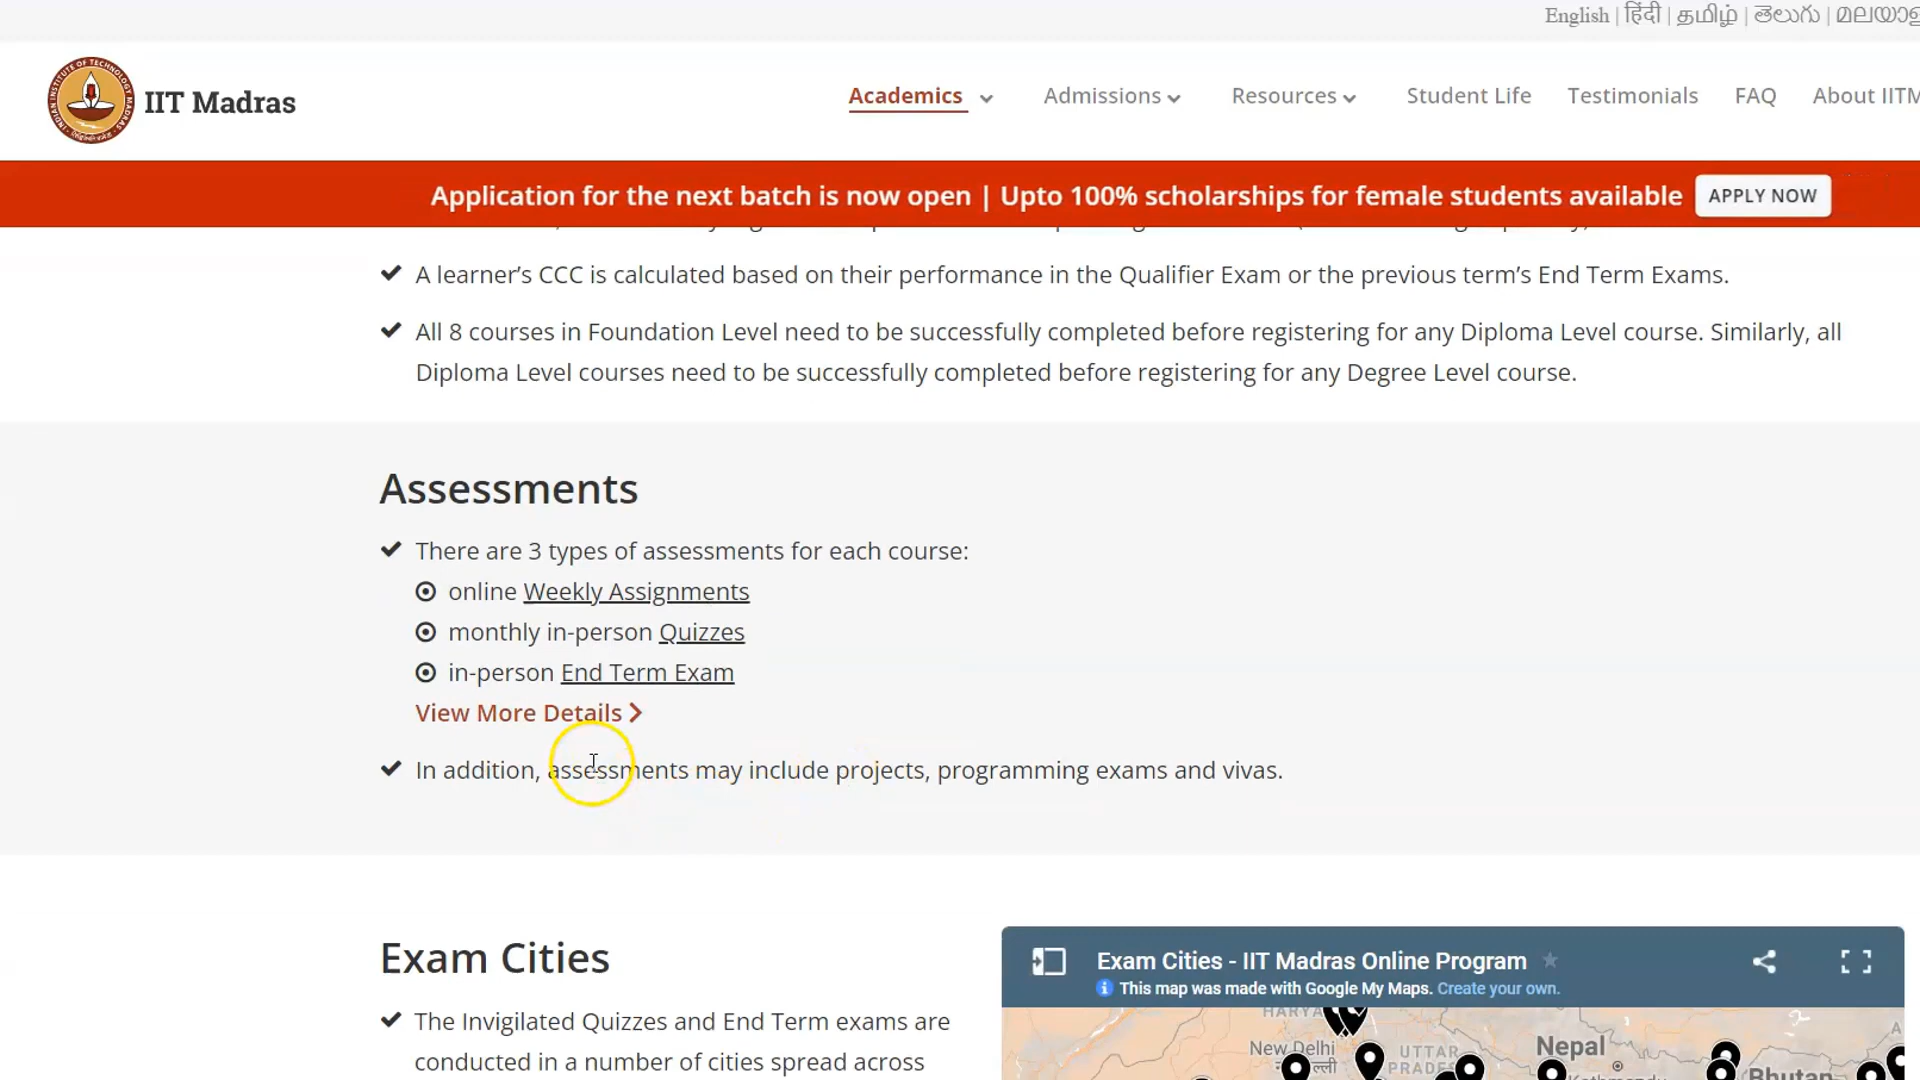 English | हिंदी | தமிழ் | తెలుగు |
IIT Madras
Academics Admissions Resources Student Life Testimonials FAQ About IITM
Application for the next batch is now open | Upto 100% scholarships for female students available APPLY NOW
A learner’s CCC is calculated based on their performance in the Qualifier Exam or the previous term’s End Term Exams.
All 8 courses in Foundation Level need to be successfully completed before registering for any Diploma Level course. Similarly, all
Diploma Level courses need to be successfully completed before registering for any Degree Level course.
Assessments
There are 3 types of assessments for each course:
online Weekly Assignments
monthly in-person Quizzes
in-person End Term Exam
View More Details
In addition, assessments may include projects, programming exams and vivas.
Exam Cities
Exam Cities - IIT Madras Online Program
This map was made with Google My Maps. Create your own.
The Invigilated Quizzes and End Term exams are
conducted in a number of cities spread across
New Delhi
UTTAR
Nepal
Bhutan